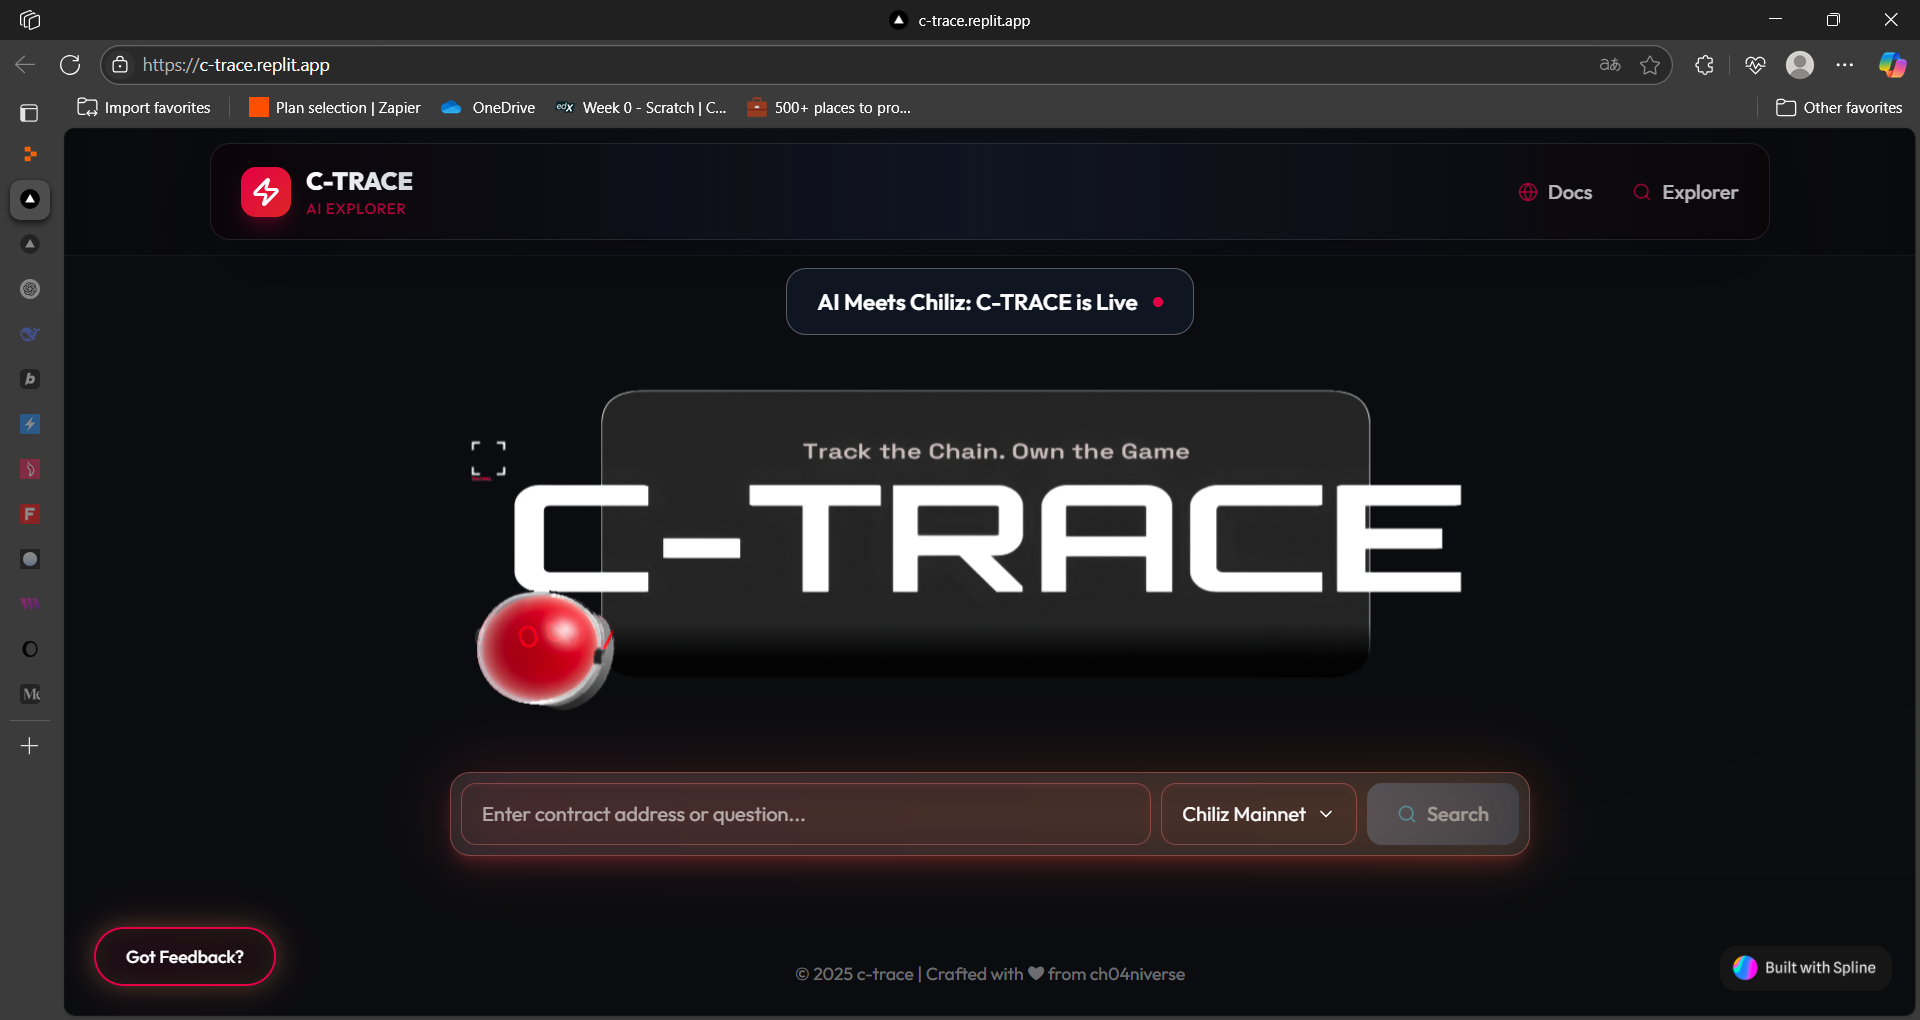 c-trace.replit.app
https://c-trace.replit.app
aあ
Import favorites
Plan selection | Zapier
OneDrive
edX
Week 0 - Scratch | C...
500+ places to pro...
Other favorites
C-TRACE
AI EXPLORER
Docs
Explorer
AI Meets Chiliz: C-TRACE is Live
Track the Chain. Own the Game
C-TRACE
Enter contract address or question...
Chiliz Mainnet
Search
Got Feedback?
© 2025 c-trace | Crafted with ♥ from ch04niverse
Built with Spline